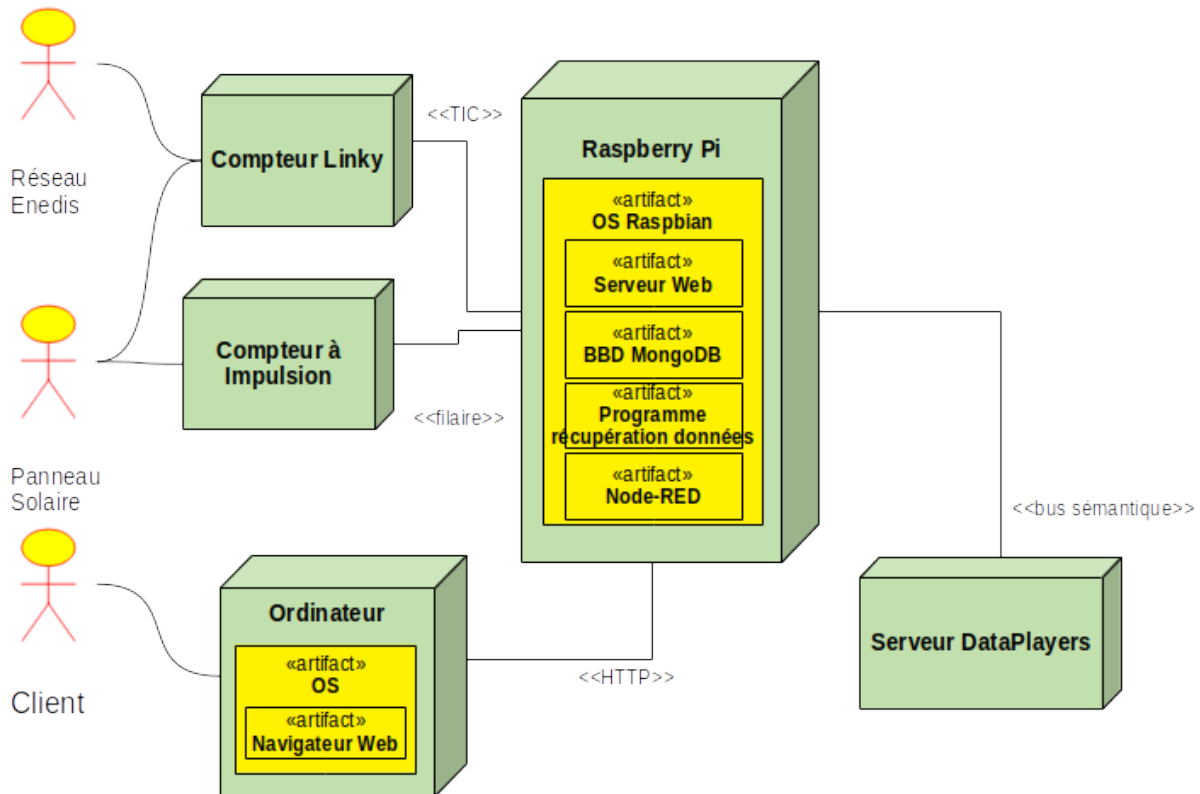 Réseau
Enedis
Compteur Linky
<<TIC>>
Raspberry Pi
«artifact»
OS Raspbian
«artifact»
Serveur Web
«artifact»
BBD MongoDB
«artifact»
Programme
récupération données
«artifact»
Node-RED
Compteur à
Impulsion
<<filaire>>
Panneau
Solaire
<<bus sémantique>>
Serveur DataPlayers
Client
Ordinateur
«artifact»
OS
«artifact»
Navigateur Web
<<HTTP>>